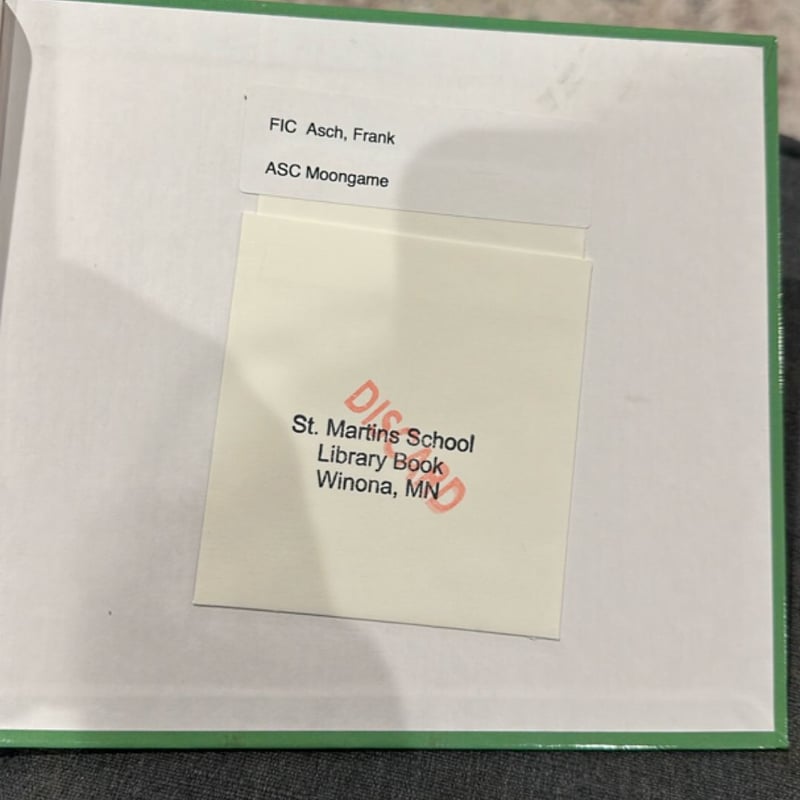 FIC Asch, Frank
ASC Moongame
DISCARD
St. Martins School
Library Book
Winona, MN